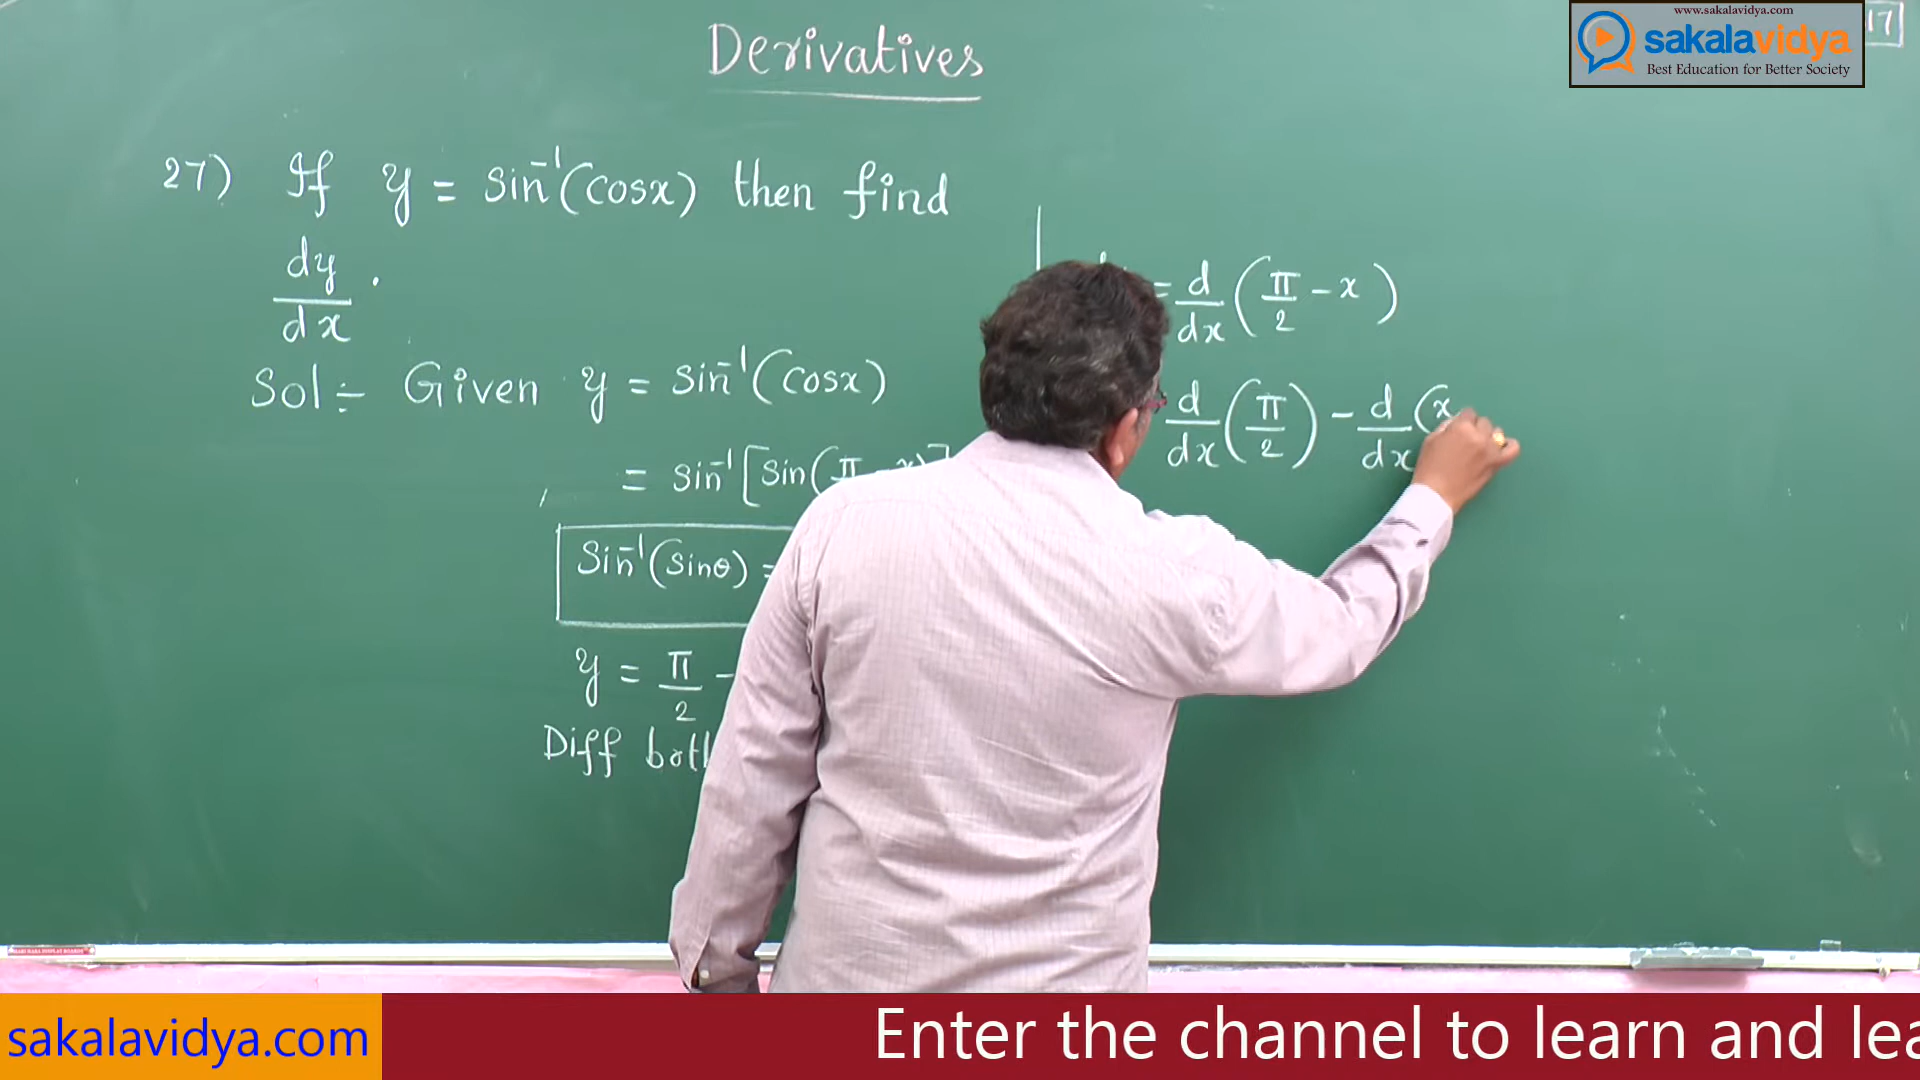 Derivatives
www.sakalavidya.com
sakalavidya
Best Education for Better Society
17
27) If y = sin⁻¹(cosx) then find
dy/dx .
Sol÷ Given y = sin⁻¹(cosx)
= sin⁻¹[sin(π - x)]
Sin⁻¹(sinθ) =
y = π/2 -
Diff both
= d/dx (π/2 - x)
d/dx (π/2) - d/dx (x
sakalavidya.com
Enter the channel to learn and lea